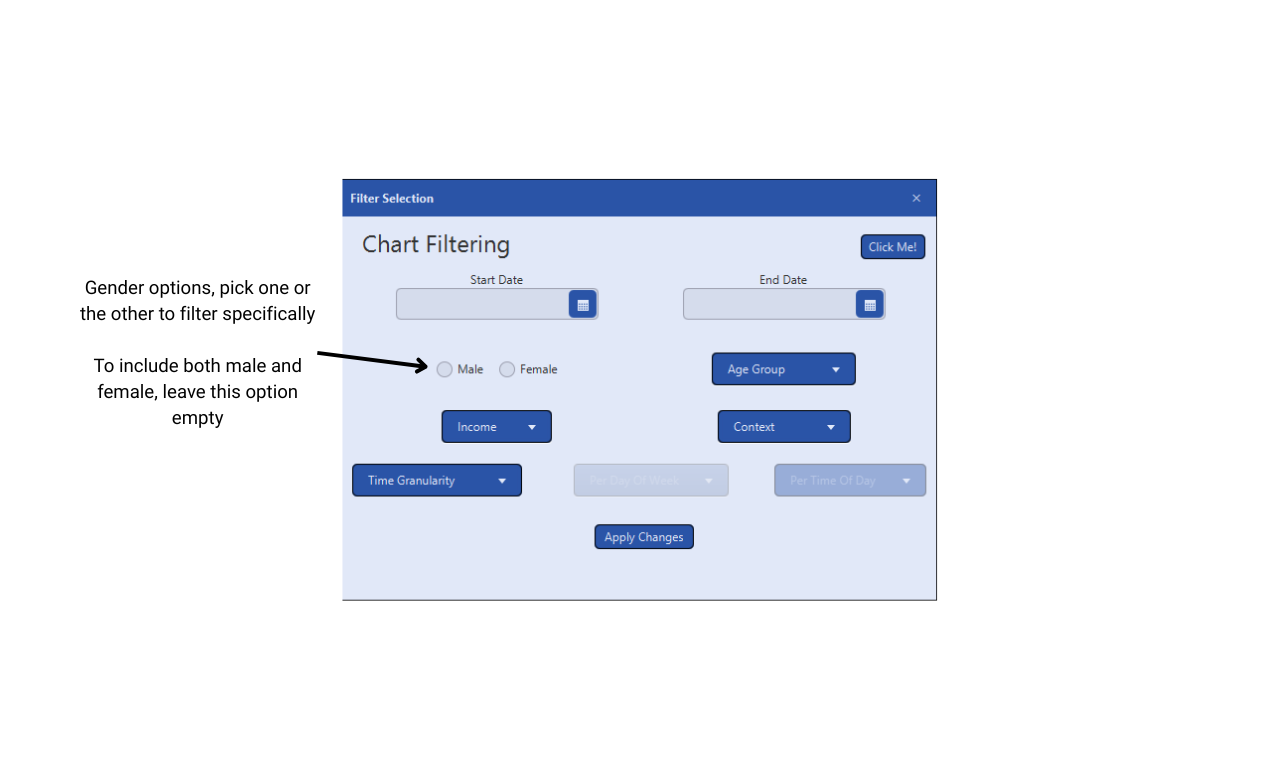 Filter Selection
Chart Filtering
Click Me!
Start Date
End Date
Gender options, pick one or
the other to filter specifically
To include both male and
female, leave this option
empty
Male
Female
Age Group
Income
Context
Time Granularity
Per Day Of Week
Per Time Of Day
Apply Changes